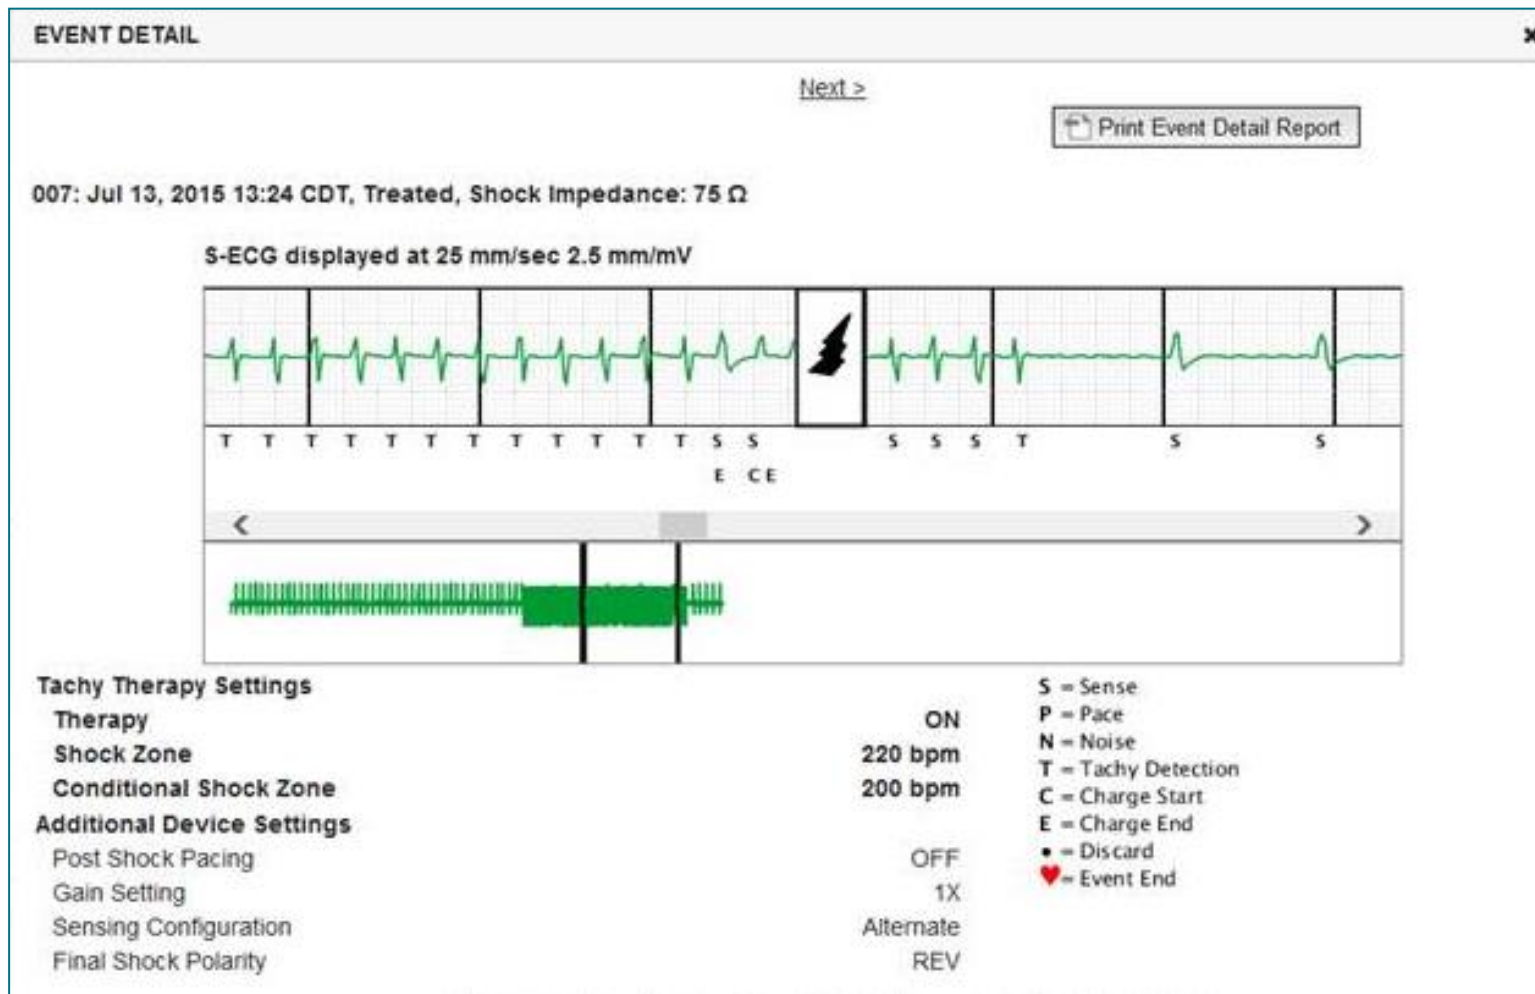 EVENT DETAIL
Next >
Print Event Detail Report
007: Jul 13, 2015 13:24 CDT, Treated, Shock Impedance: 75 Ω
S-ECG displayed at 25 mm/sec 2.5 mm/mV
T T T T T T T T T T T T S S S S S T S S
E C E
Tachy Therapy Settings
Therapy ON
Shock Zone 220 bpm
Conditional Shock Zone 200 bpm
Additional Device Settings
Post Shock Pacing OFF
Gain Setting 1X
Sensing Configuration Alternate
Final Shock Polarity REV
S = Sense
P = Pace
N = Noise
T = Tachy Detection
C = Charge Start
E = Charge End
• = Discard
♥ = Event End